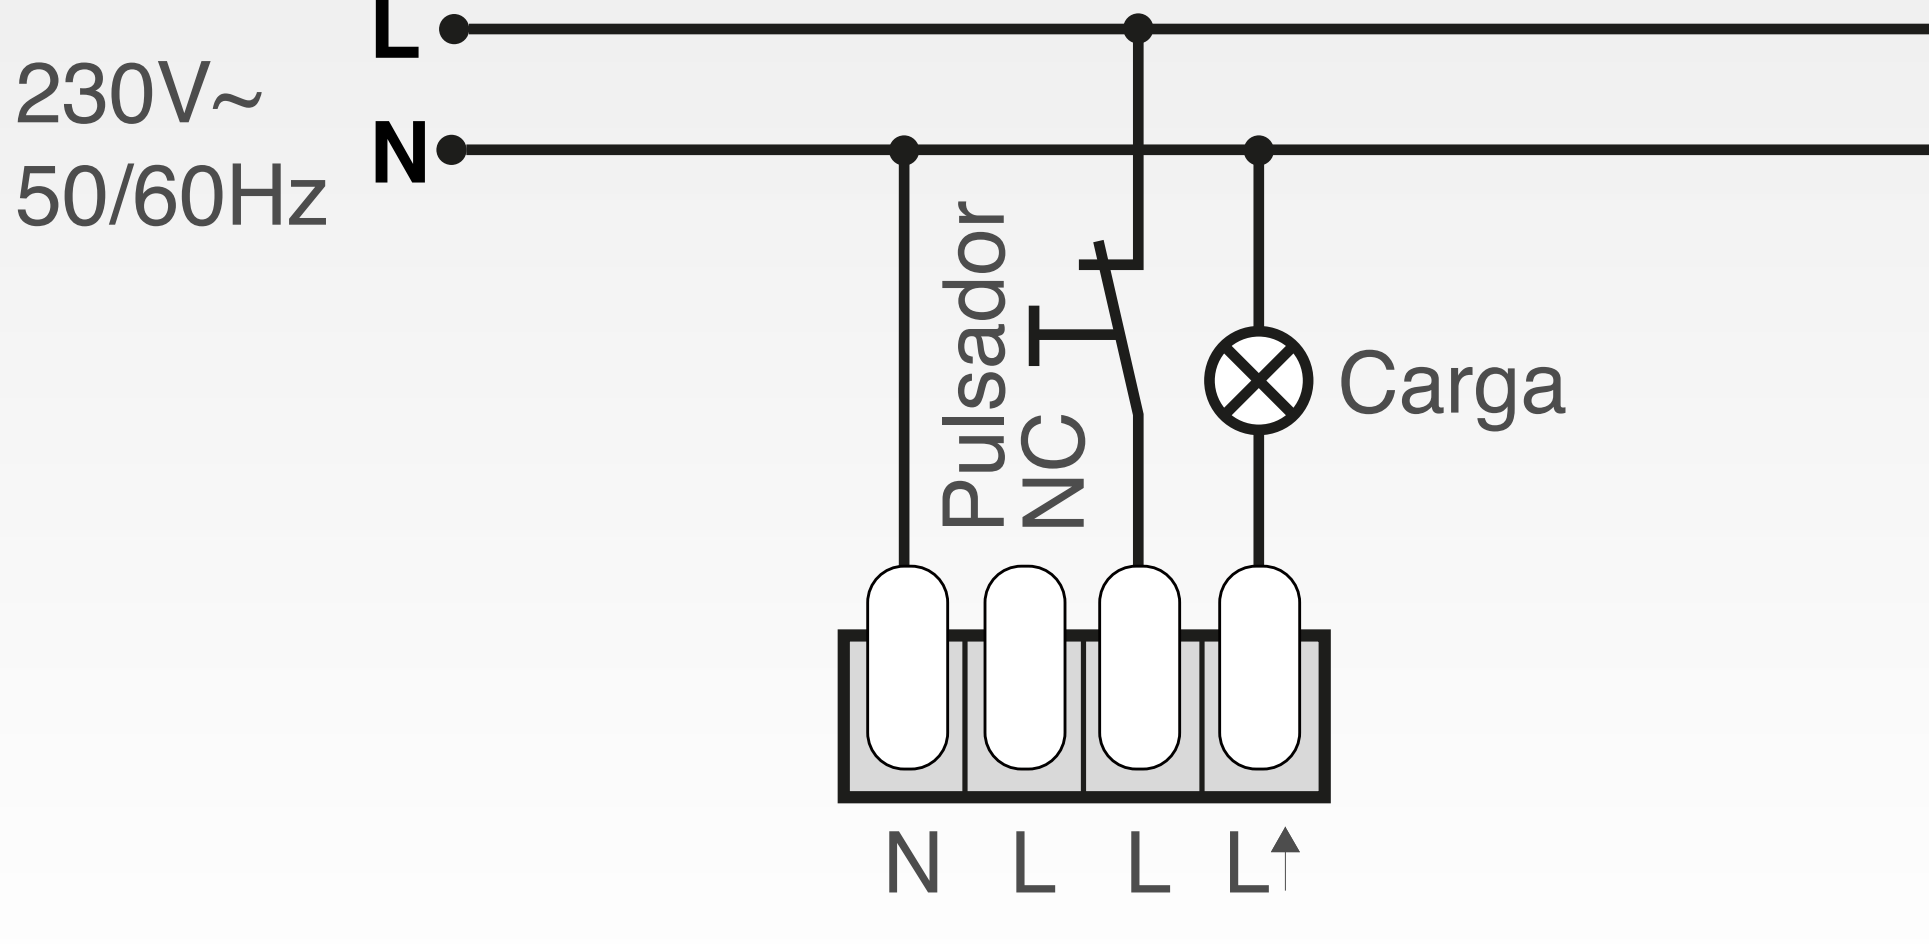 L
230V~
N
50/60Hz
Pulsador
NC
Carga
N L L L↑